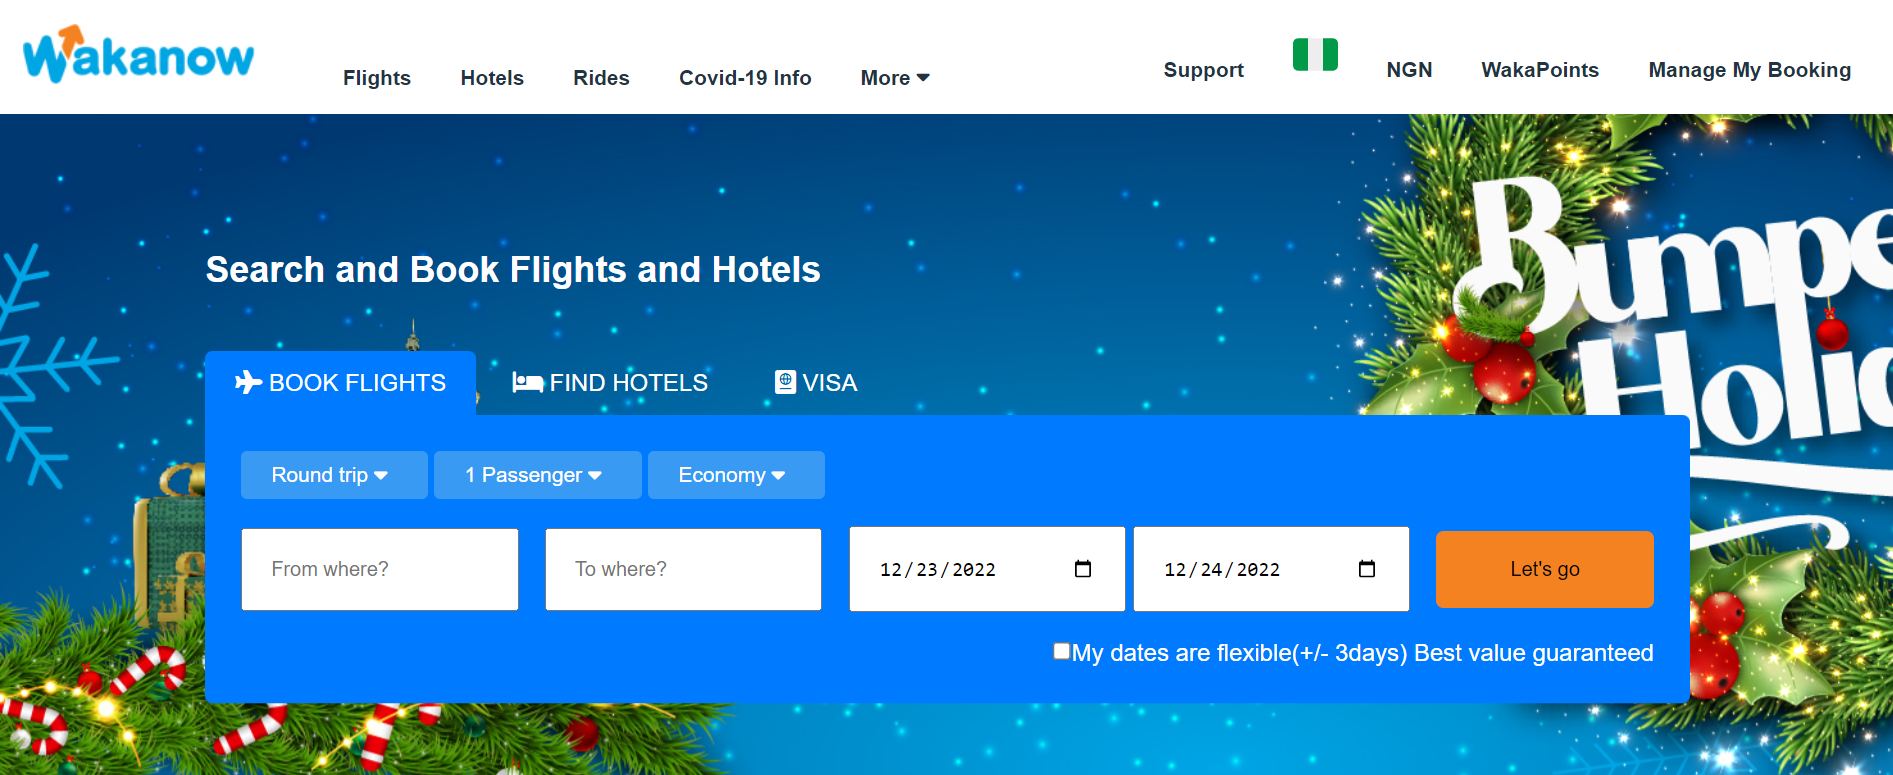 Wakanow
Flights Hotels Rides Covid-19 Info More
Support NGN WakaPoints Manage My Booking
Search and Book Flights and Hotels
BOOK FLIGHTS FIND HOTELS VISA
Round trip 1 Passenger Economy
From where? To where? 12/23/2022 12/24/2022 Let's go
My dates are flexible(+/- 3days) Best value guaranteed
Bumpe
Holid